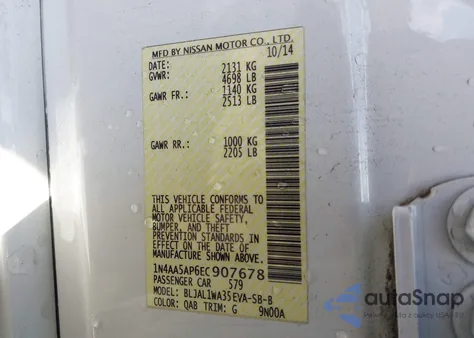 MFD BY NISSAN MOTOR CO., LTD.
DATE: 10/14
GVWR: 2131 KG
4698 LB
GAWR FR.: 1140 KG
2513 LB
GAWR RR.: 1000 KG
2205 LB
THIS VEHICLE CONFORMS TO
ALL APPLICABLE FEDERAL
MOTOR VEHICLE SAFETY,
BUMPER, AND THEFT
PREVENTION STANDARDS IN
EFFECT ON THE DATE OF
MANUFACTURE SHOWN ABOVE.
1N4AA5AP6EC907678
PASSENGER CAR S79
MODEL: BLJAL1WA35EVA-SB-B
COLOR: QAB TRIM: G 9N00A
autoSnap